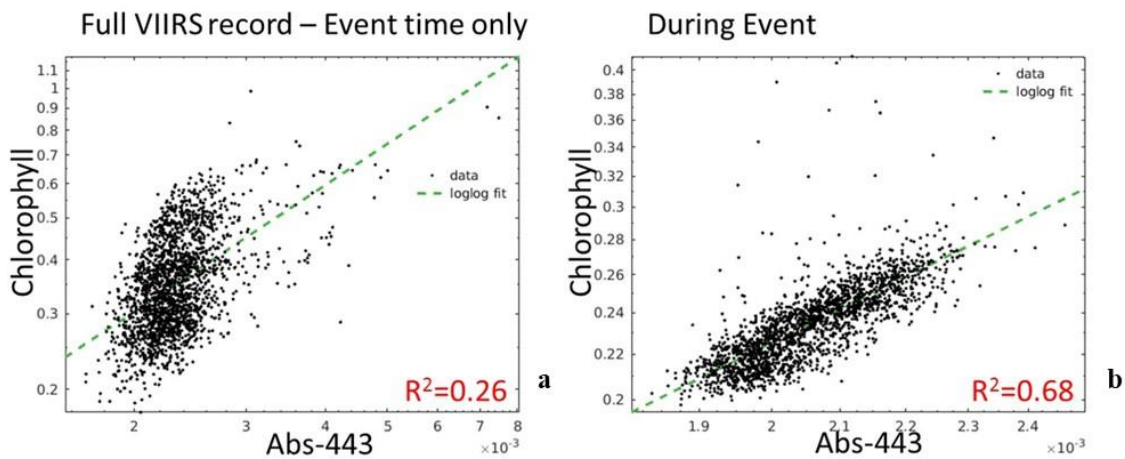 Full VIIRS record – Event time only
1.1
1
0.9
0.8
0.7
0.6
0.5
0.4
0.3
0.2
Chlorophyll
data
loglog fit
R²=0.26
2
3
4
5
6
7
8
×10⁻³
Abs-443
a
During Event
0.4
0.38
0.36
0.34
0.32
0.3
0.28
0.26
0.24
0.22
0.2
Chlorophyll
data
loglog fit
R²=0.68
1.9
2
2.1
2.2
2.3
2.4
×10⁻³
Abs-443
b